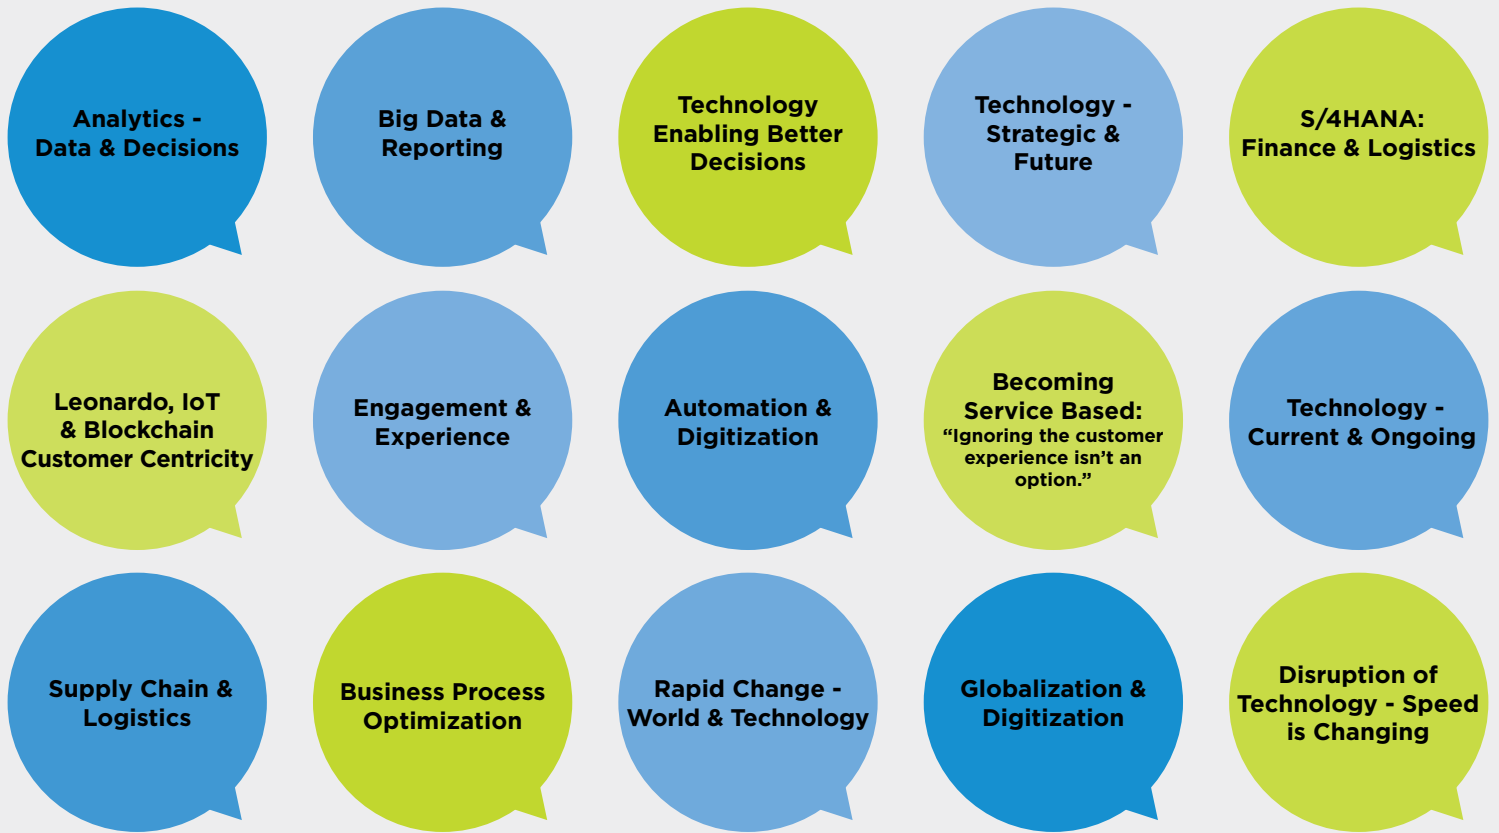 Analytics -
Data & Decisions
Big Data &
Reporting
Technology
Enabling Better
Decisions
Technology -
Strategic &
Future
S/4HANA:
Finance & Logistics
Leonardo, IoT
& Blockchain
Customer Centricity
Engagement &
Experience
Automation &
Digitization
Becoming
Service Based:
“Ignoring the customer
experience isn’t an
option.”
Technology -
Current & Ongoing
Supply Chain &
Logistics
Business Process
Optimization
Rapid Change -
World & Technology
Globalization &
Digitization
Disruption of
Technology - Speed
is Changing